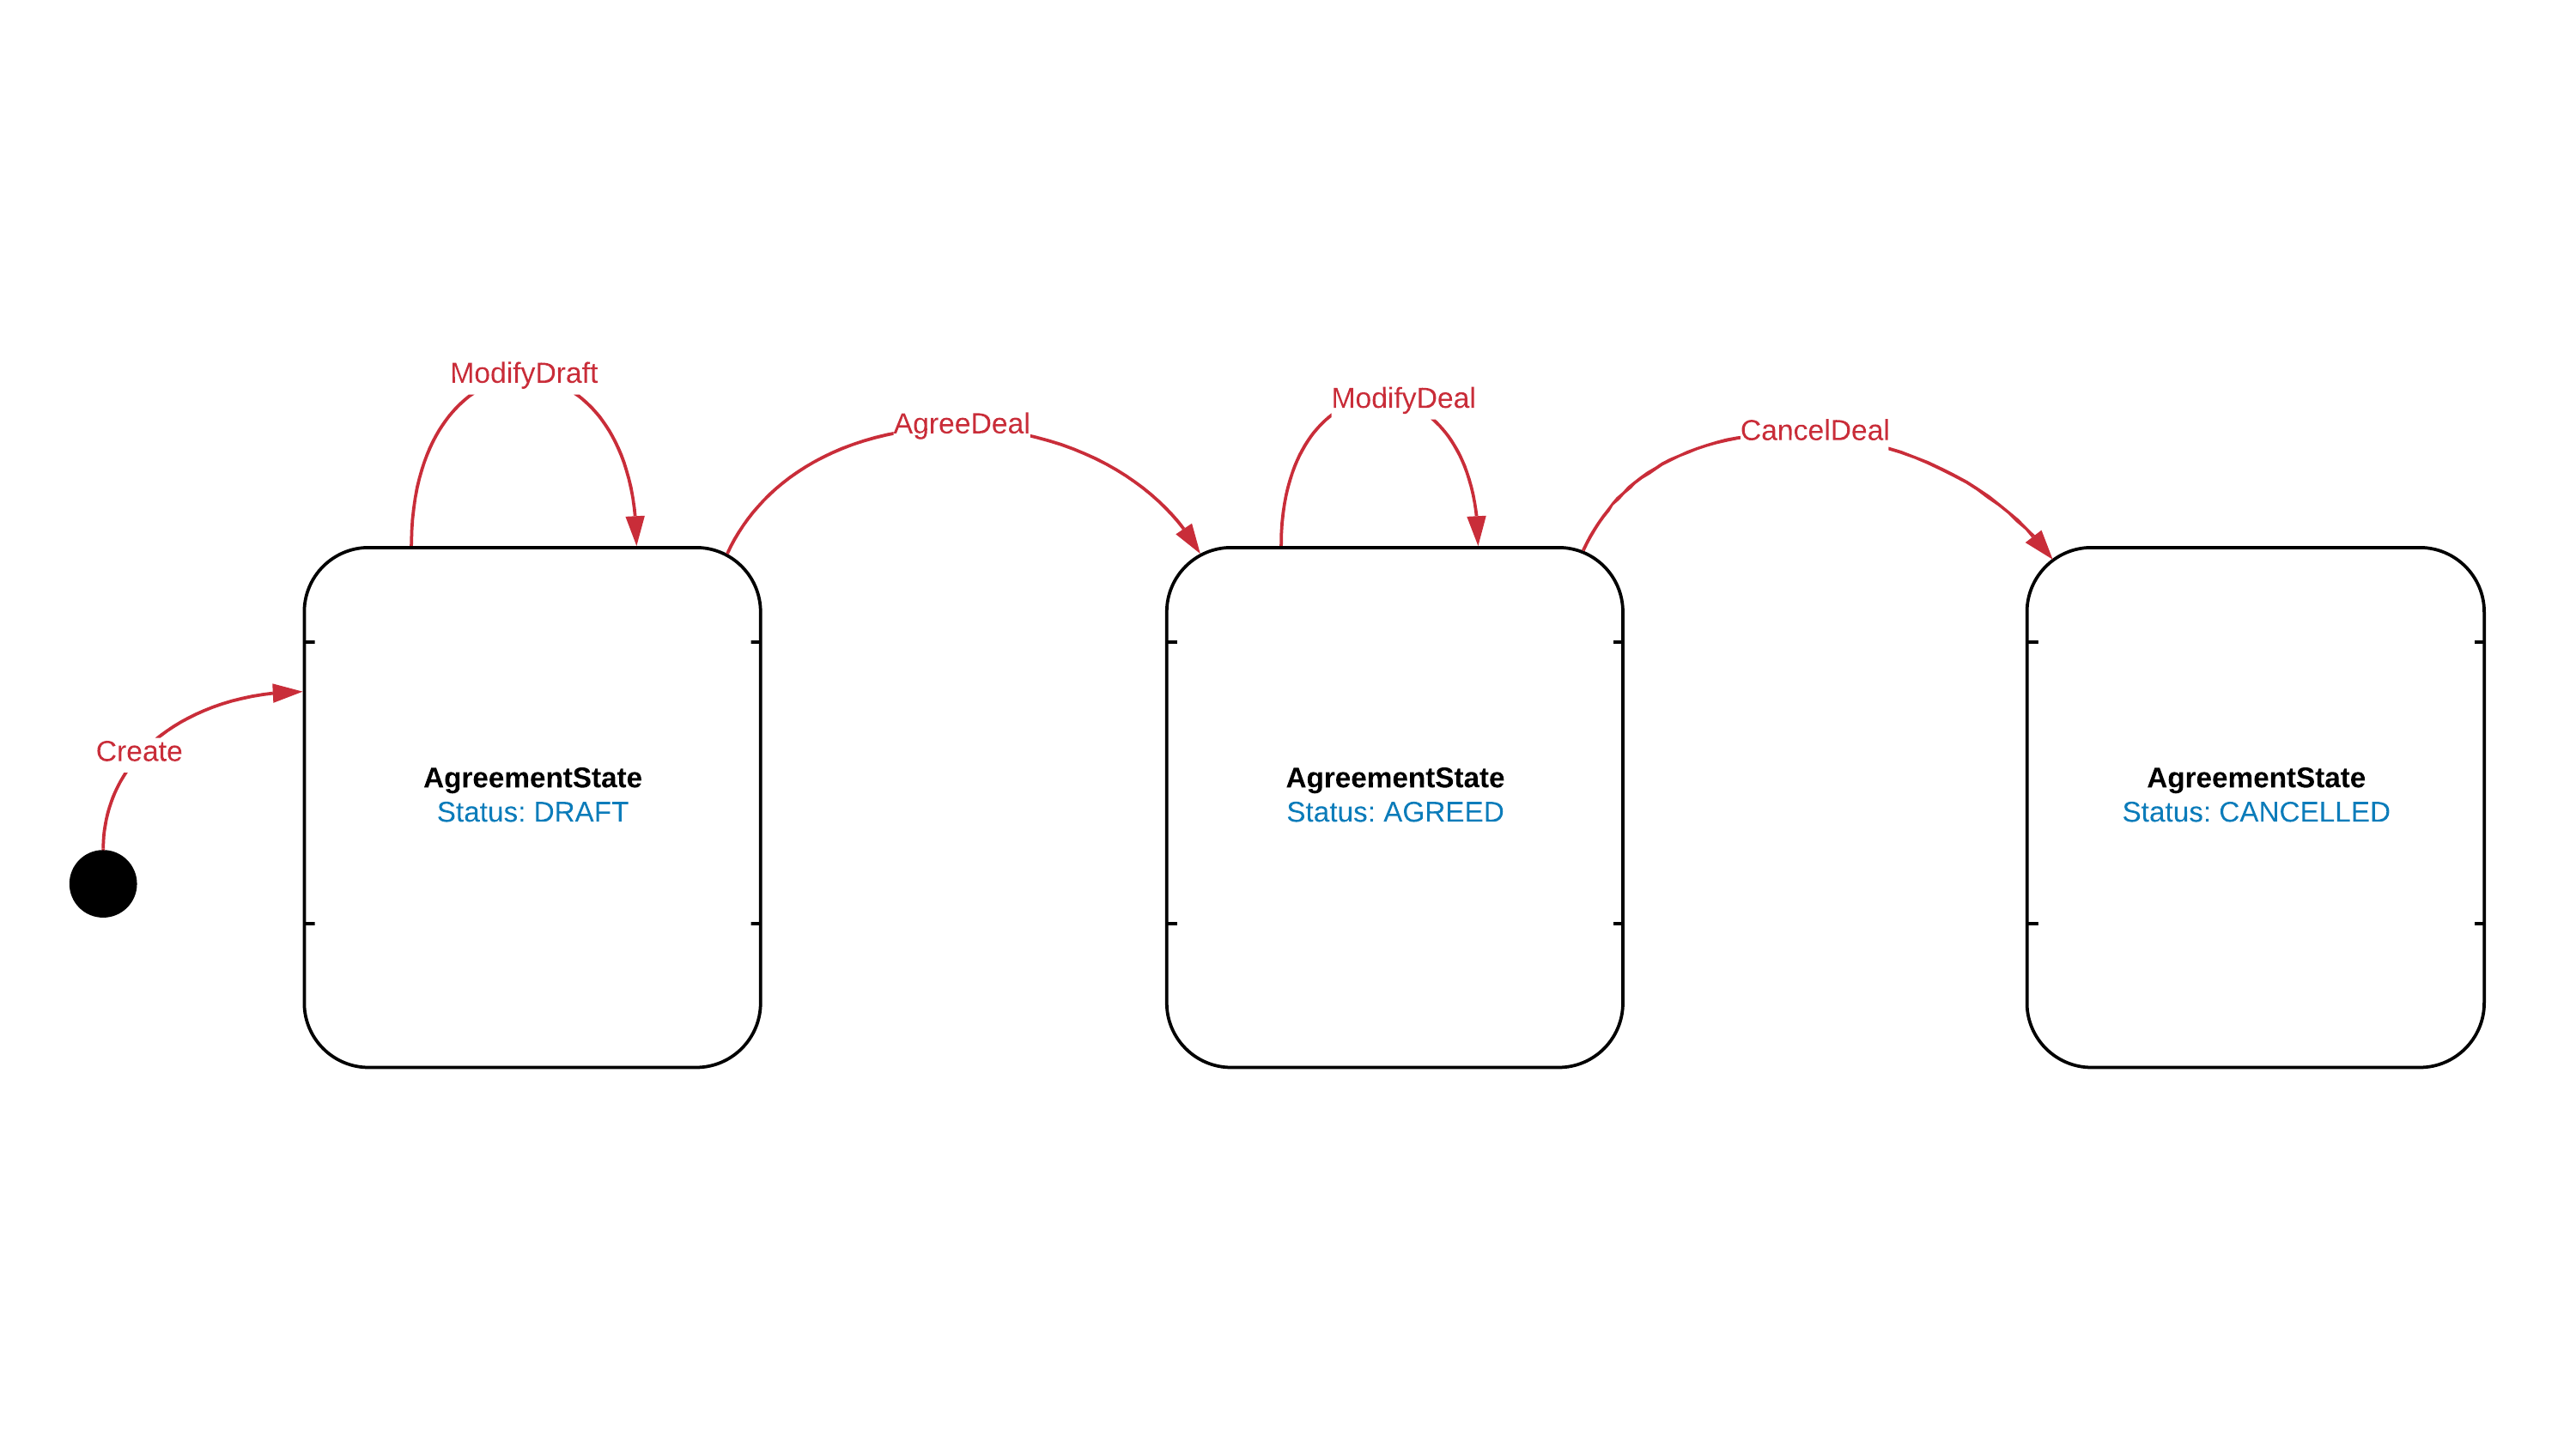 ModifyDraft
AgreeDeal
ModifyDeal
CancelDeal
Create
AgreementState
Status: DRAFT
AgreementState
Status: AGREED
AgreementState
Status: CANCELLED